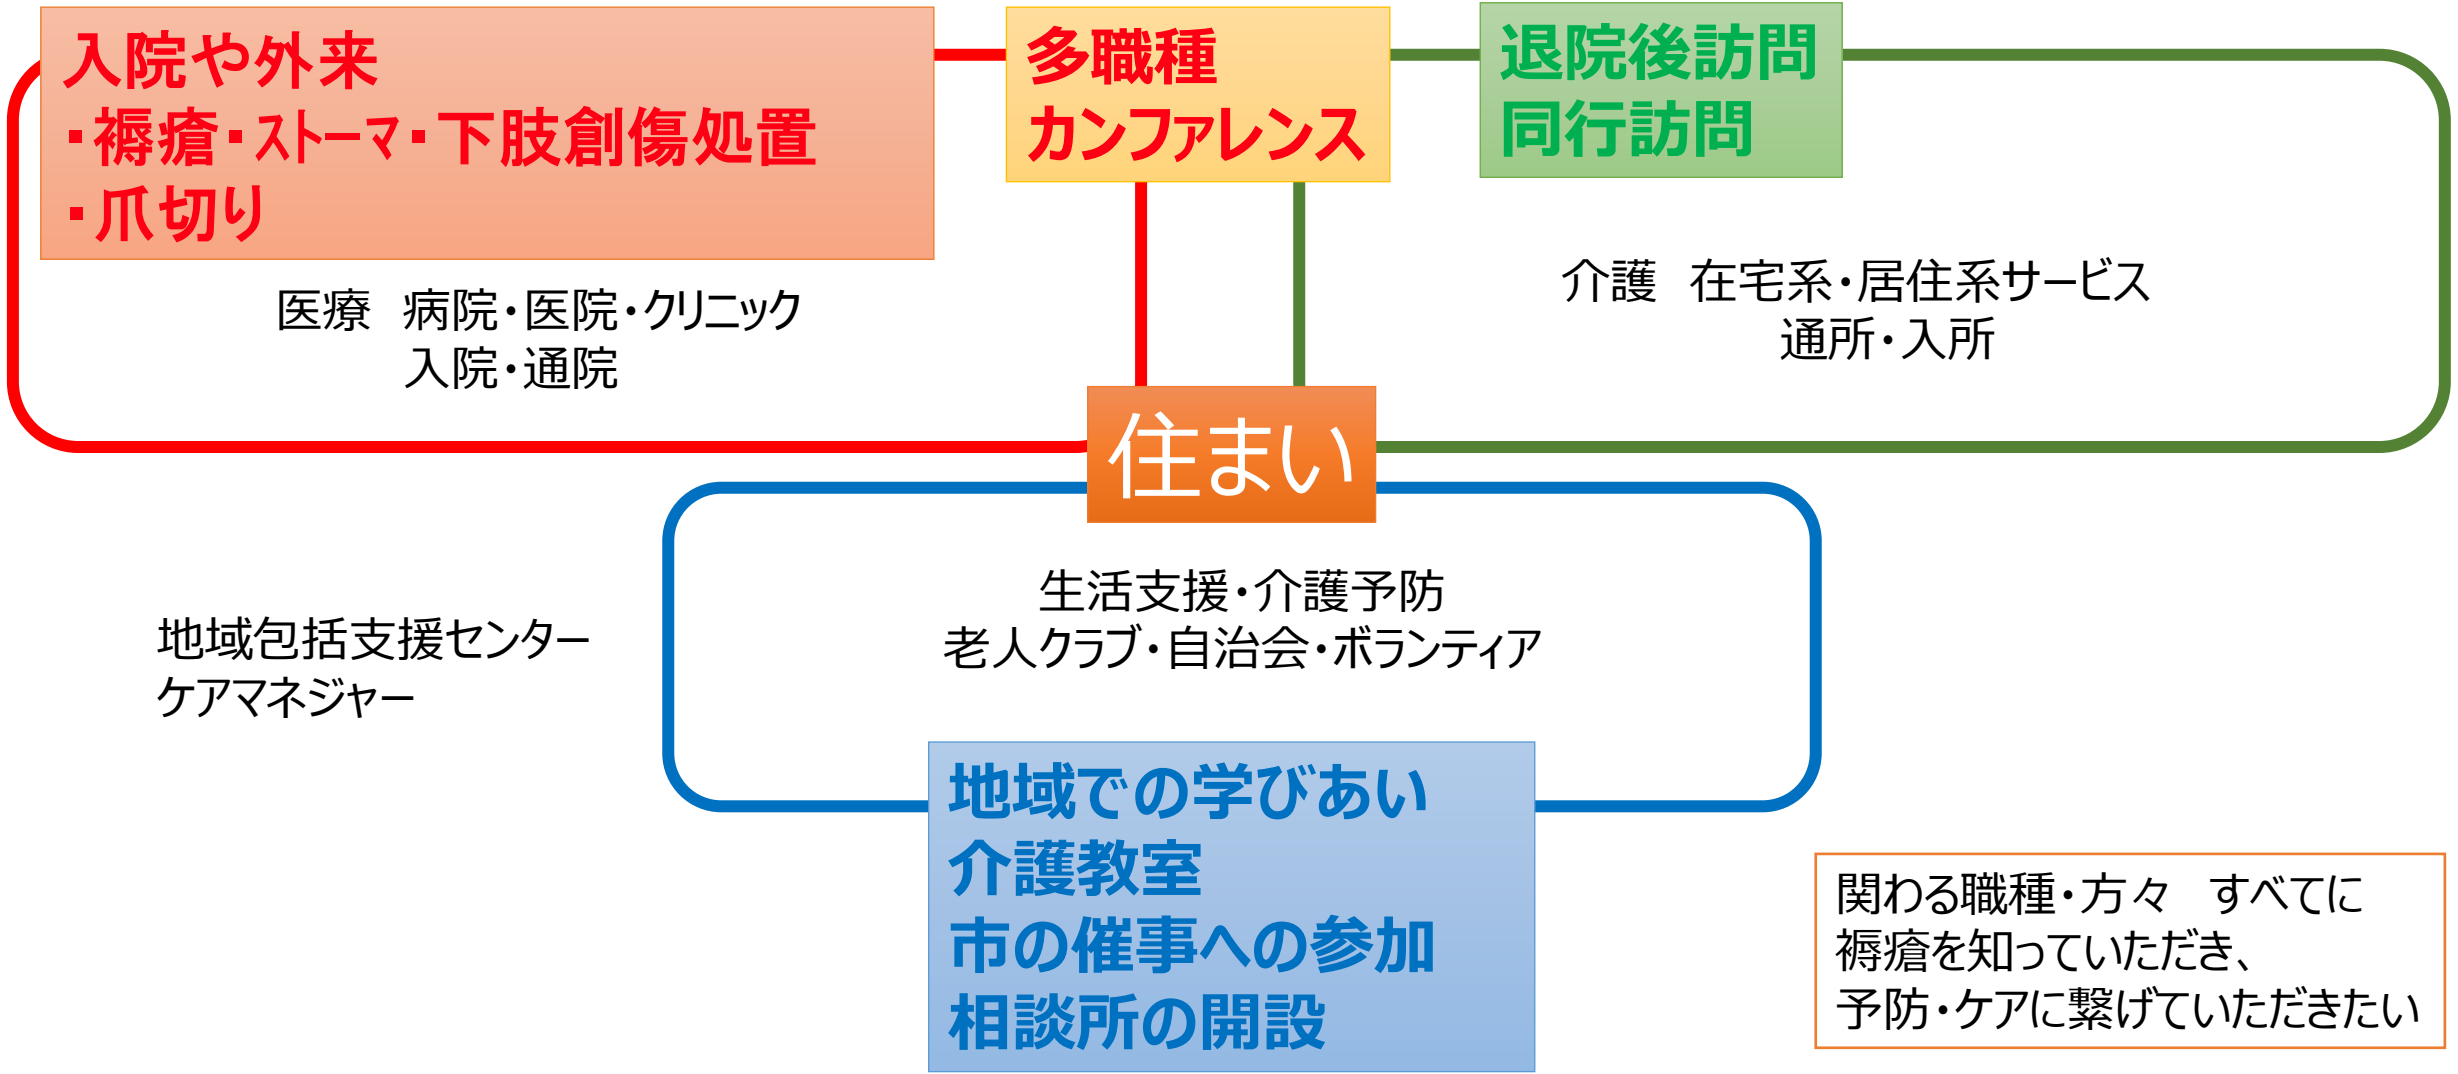 入院や外来
・褥瘡・ｽﾄｰﾏ・下肢創傷処置
・爪切り
多職種
カンファレンス
退院後訪問
同行訪問
医療　病院・医院・クリニック
入院・通院
介護　在宅系・居住系サービス
通所・入所
住まい
生活支援・介護予防
老人クラブ・自治会・ボランティア
地域包括支援センター
ケアマネジャー
地域での学びあい
介護教室
市の催事への参加
相談所の開設
関わる職種・方々　すべてに
褥瘡を知っていただき、
予防・ケアに繋げていただきたい